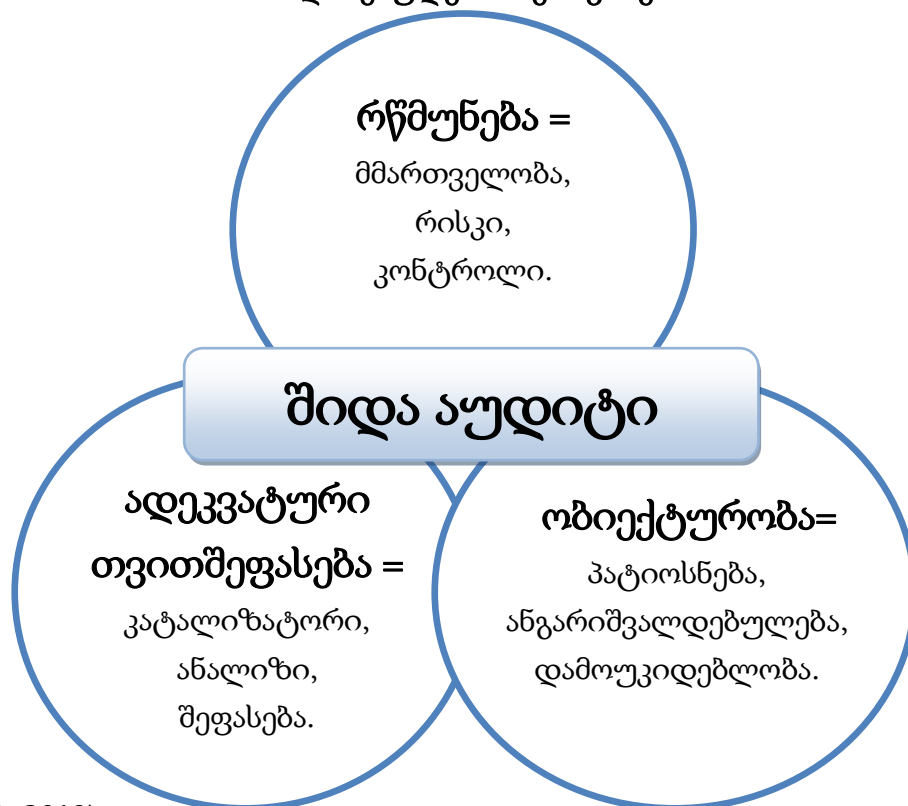 რწმუნება =
მმართველობა,
რისკი,
კონტროლი.
შიდა აუდიტი
ადეკვატური
თვითშეფასება =
კატალიზატორი,
ანალიზი,
შეფასება.
ობიექტურობა=
პატიოსნება,
ანგარიშვალდებულება,
დამოუკიდებლობა.